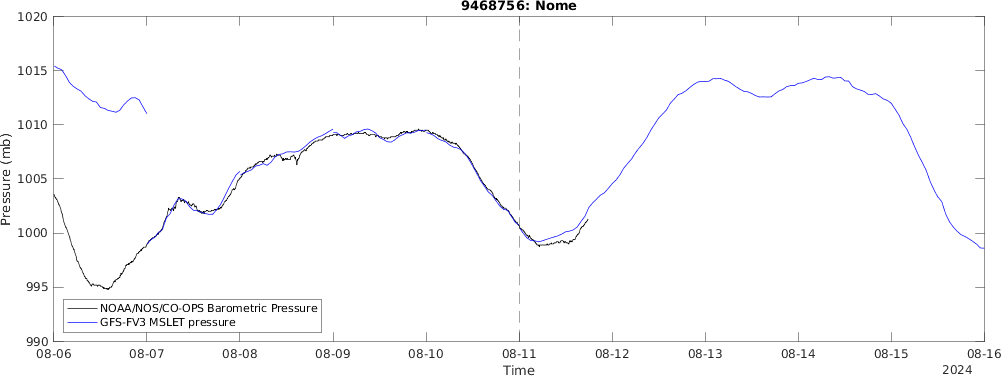 9468756: Nome
Pressure (mb)
1020
1015
1010
1005
1000
995
990
NOAA/NOS/CO-OPS Barometric Pressure
GFS-FV3 MSLET pressure
08-06 08-07 08-08 08-09 08-10 08-11 08-12 08-13 08-14 08-15 08-16
Time
2024